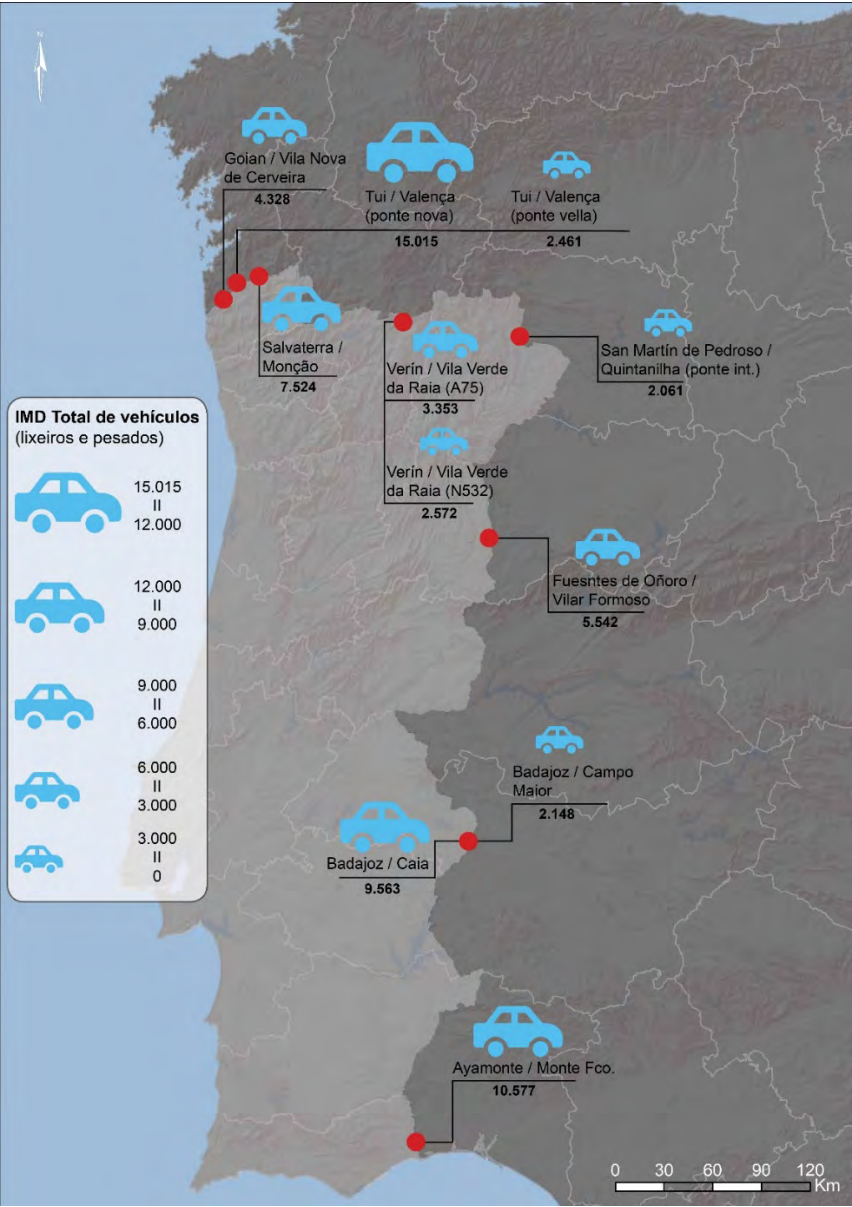 N
Goian / Vila Nova
de Cerveira
4.328
Tui / Valença
(ponte nova)
15.015
Tui / Valença
(ponte vella)
2.461
Salvaterra /
Monção
7.524
Verín / Vila Verde
da Raia (A75)
3.353
Verín / Vila Verde
da Raia (N532)
2.572
San Martín de Pedroso /
Quintanilha (ponte int.)
2.061
IMD Total de vehículos
(lixeiros e pesados)
15.015
II
12.000
12.000
II
9.000
9.000
II
6.000
6.000
II
3.000
3.000
II
0
Fuesntes de Oñoro /
Vilar Formoso
5.542
Badajoz / Campo
Maior
2.148
Badajoz / Caia
9.563
Ayamonte / Monte Fco.
10.577
0 30 60 90 120
Km